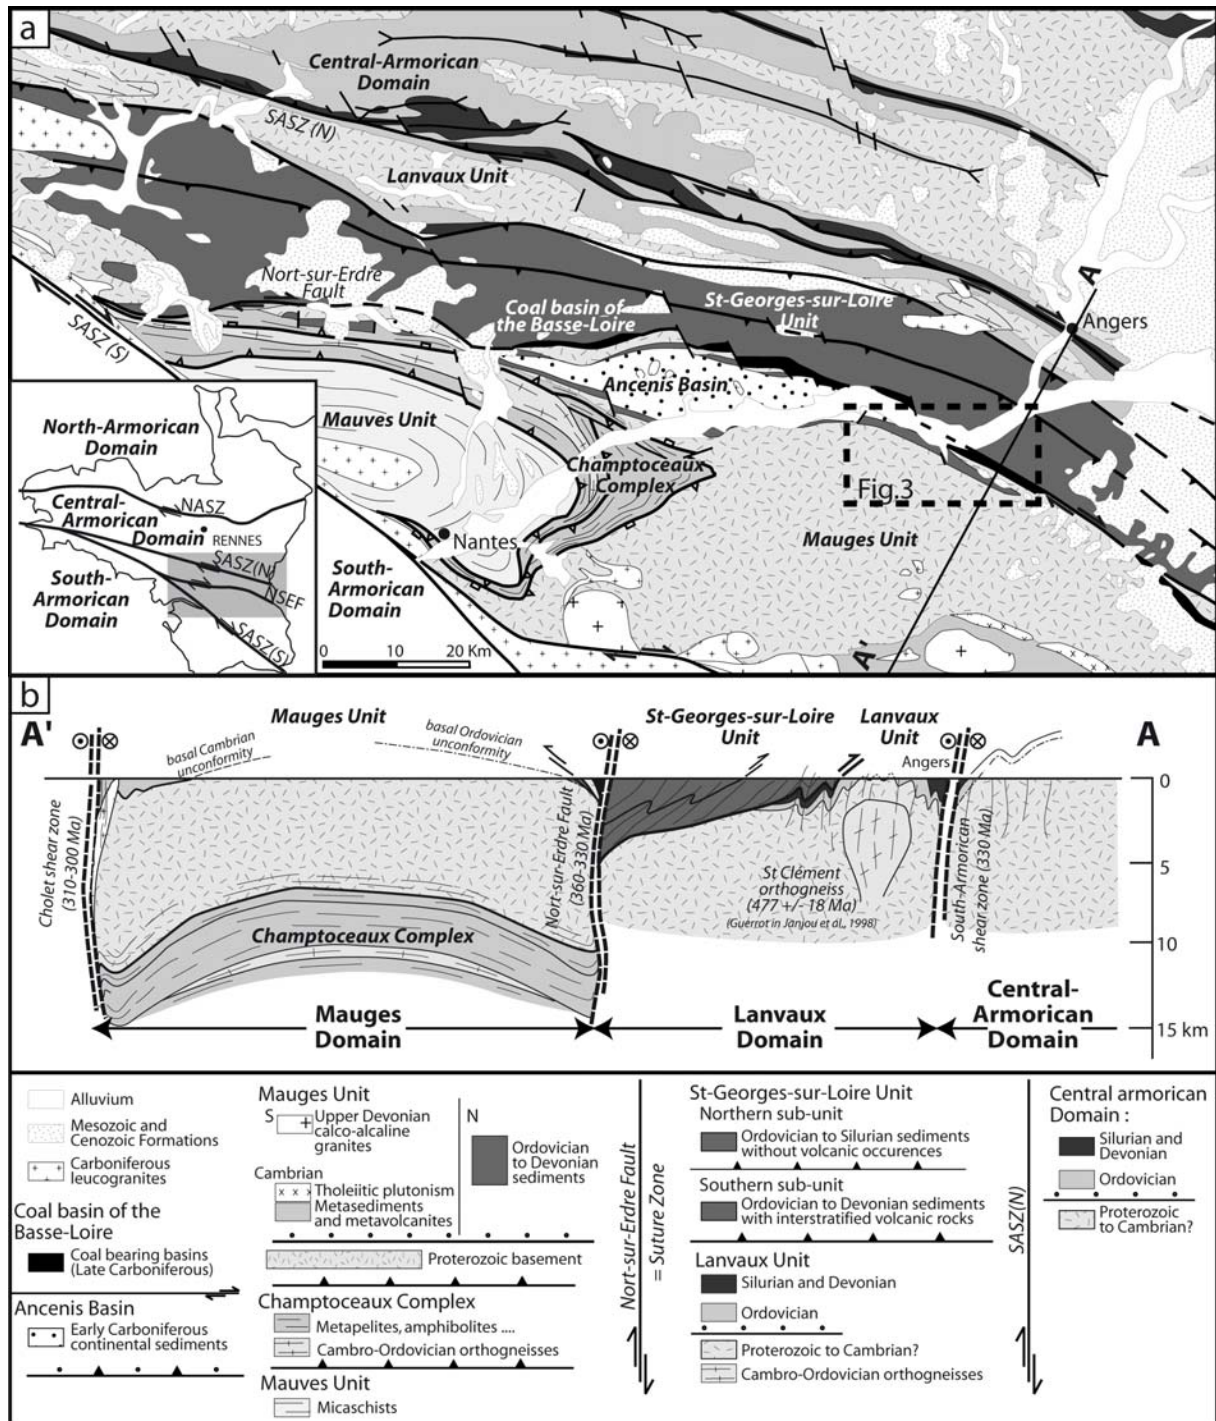 a
Central-Armorican
Domain
SASZ (N)
Lanvaux Unit
Nort-sur-Erdre
Fault
SASZ (S)
Coal basin of
the Basse-Loire
St-Georges-sur-Loire
Unit
A
Angers
Ancenis Basin
Mauves Unit
Champtoceaux
Complex
Fig.3
Mauges Unit
Nantes
South-
Armorican
Domain
A'
0 10 20 Km
North-Armorican
Domain
NASZ
Central-
Armorican
Domain
RENNES
SASZ(N)
NSEF
South-
Armorican
Domain
SASZ(S)
b
A'
Mauges Unit
St-Georges-sur-Loire
Unit
Lanvaux
Unit
A
basal Cambrian
unconformity
basal Ordovician
unconformity
Angers
0
5
10
15 km
Cholet shear zone
(310-300 Ma)
Nort-sur-Erdre Fault
(360-330 Ma)
St Clément
orthogneiss
(477 +/- 18 Ma)
(Guerrot in Janjou et al., 1998)
South-Armorican
shear zone (330 Ma)
Champtoceaux Complex
Mauges
Domain
Lanvaux
Domain
Central-
Armorican
Domain
Alluvium
Mesozoic and
Cenozoic Formations
Carboniferous
leucogranites
Coal basin of the
Basse-Loire
Coal bearing basins
(Late Carboniferous)
Ancenis Basin
Early Carboniferous
continental sediments
Mauges Unit
S
Upper Devonian
calco-alcaline
granites
N
Ordovician
to Devonian
sediments
Cambrian
Tholeiitic plutonism
Metasediments
and metavolcanites
Proterozoic basement
Champtoceaux Complex
Metapelites, amphibolites ....
Cambro-Ordovician orthogneisses
Mauves Unit
Micaschists
Nort-sur-Erdre Fault
= Suture Zone
St-Georges-sur-Loire Unit
Northern sub-unit
Ordovician to Silurian sediments
without volcanic occurences
Southern sub-unit
Ordovician to Devonian sediments
with interstratified volcanic rocks
Lanvaux Unit
Silurian and Devonian
Ordovician
Proterozoic to Cambrian?
Cambro-Ordovician orthogneisses
SASZ(N)
Central armorican
Domain :
Silurian and
Devonian
Ordovician
Proterozoic
to Cambrian?